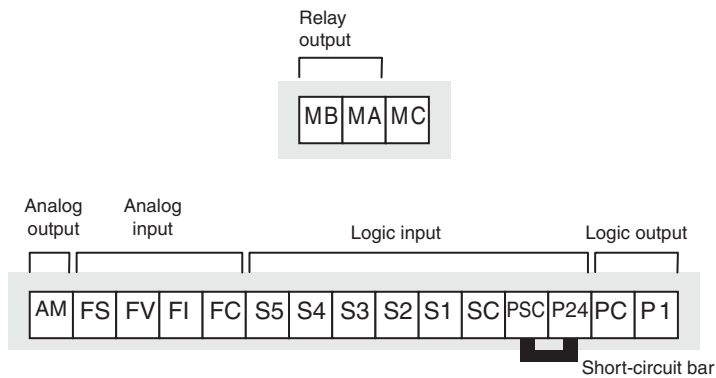 Relay
output
MB MA MC
Analog
output
Analog
input
Logic input
Logic output
AM FS FV FI FC S5 S4 S3 S2 S1 SC PSC P24 PC P1
Short-circuit bar